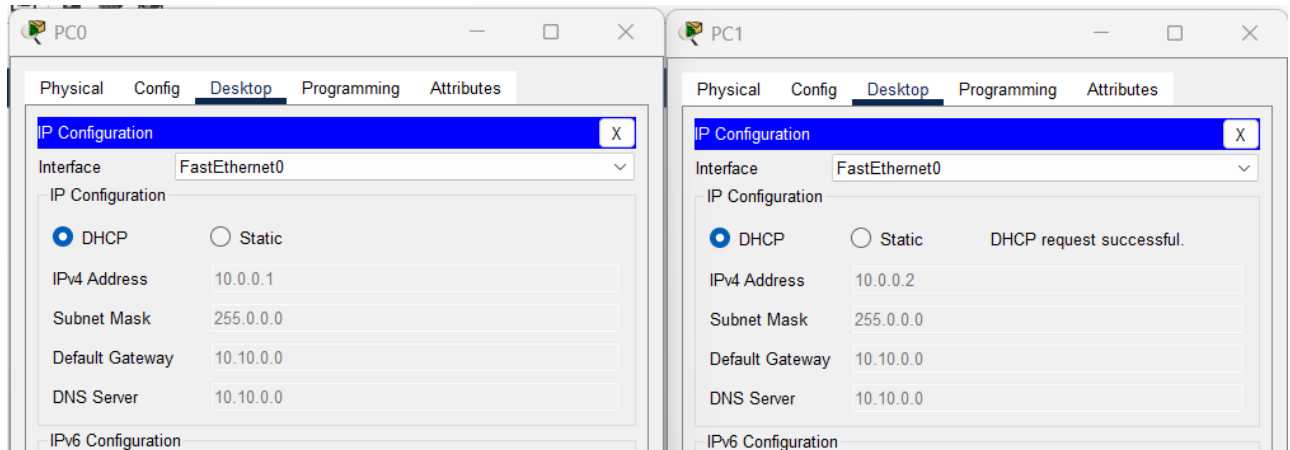 PC0
Physical Config Desktop Programming Attributes
IP Configuration X
Interface FastEthernet0
IP Configuration
DHCP Static
IPv4 Address 10.0.0.1
Subnet Mask 255.0.0.0
Default Gateway 10.10.0.0
DNS Server 10.10.0.0
IPv6 Configuration
PC1
Physical Config Desktop Programming Attributes
IP Configuration X
Interface FastEthernet0
IP Configuration
DHCP Static DHCP request successful.
IPv4 Address 10.0.0.2
Subnet Mask 255.0.0.0
Default Gateway 10.10.0.0
DNS Server 10.10.0.0
IPv6 Configuration